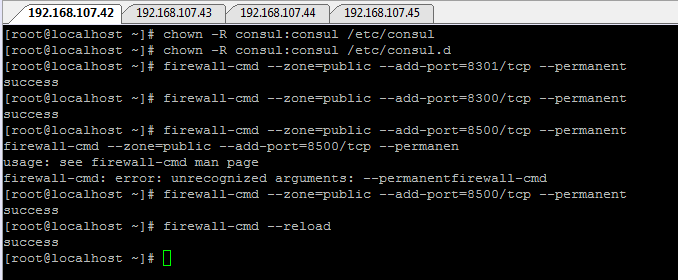 192.168.107.42 192.168.107.43 192.168.107.44 192.168.107.45
[root@localhost ~]# chown -R consul:consul /etc/consul
[root@localhost ~]# chown -R consul:consul /etc/consul.d
[root@localhost ~]# firewall-cmd --zone=public --add-port=8301/tcp --permanent
success
[root@localhost ~]# firewall-cmd --zone=public --add-port=8300/tcp --permanent
success
[root@localhost ~]# firewall-cmd --zone=public --add-port=8500/tcp --permanent
firewall-cmd --zone=public --add-port=8500/tcp --permanen
usage: see firewall-cmd man page
firewall-cmd: error: unrecognized arguments: --permanentfirewall-cmd
[root@localhost ~]# firewall-cmd --zone=public --add-port=8500/tcp --permanent
success
[root@localhost ~]# firewall-cmd --reload
success
[root@localhost ~]#